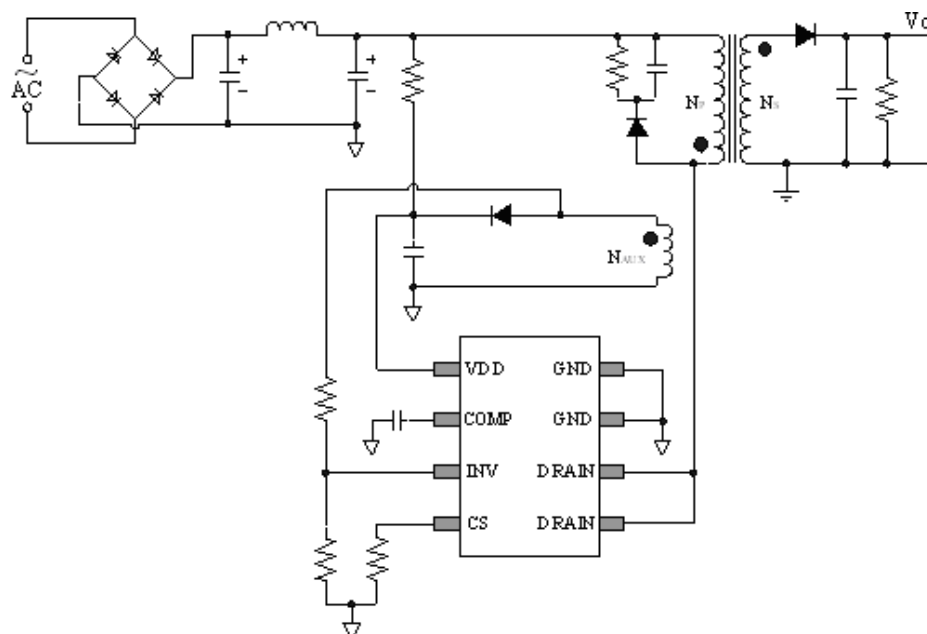 Vo
~
AC
NP NS
NAUX
VDD GND
COMP GND
INV DRAIN
CS DRAIN